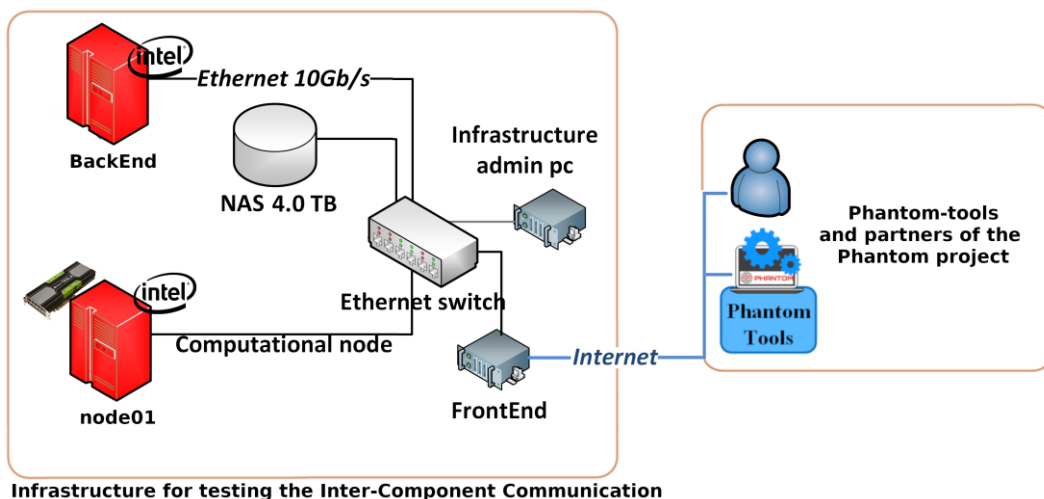 intel
Ethernet 10Gb/s
BackEnd
NAS 4.0 TB
Infrastructure
admin pc
Ethernet switch
intel
Computational node
node01
FrontEnd
Internet
PHANTOM
Phantom
Tools
Phantom-tools
and partners of the
Phantom project
Infrastructure for testing the Inter-Component Communication